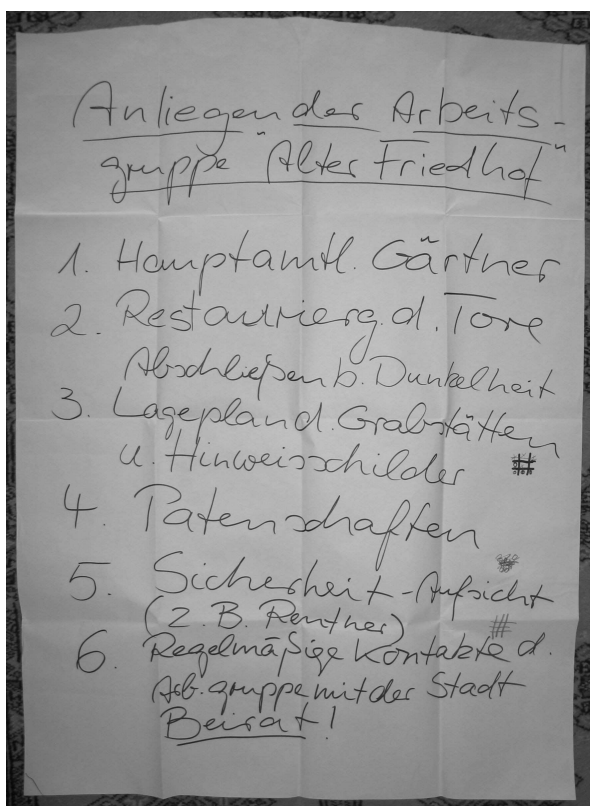 Anliegen der Arbeits-
gruppe "Alter Friedhof"
1. Hauptamtl. Gärtner
2. Restaurierg. d. Tore
Abschließen b. Dunkelheit
3. Lageplan d. Grabstätten
u. Hinweisschilder
4. Patenschaften
5. Sicherheit-Aufsicht
(z. B. Rentner)
6. Regelmäßige Kontakte d.
Arb.gruppe mit der Stadt
Beirat!